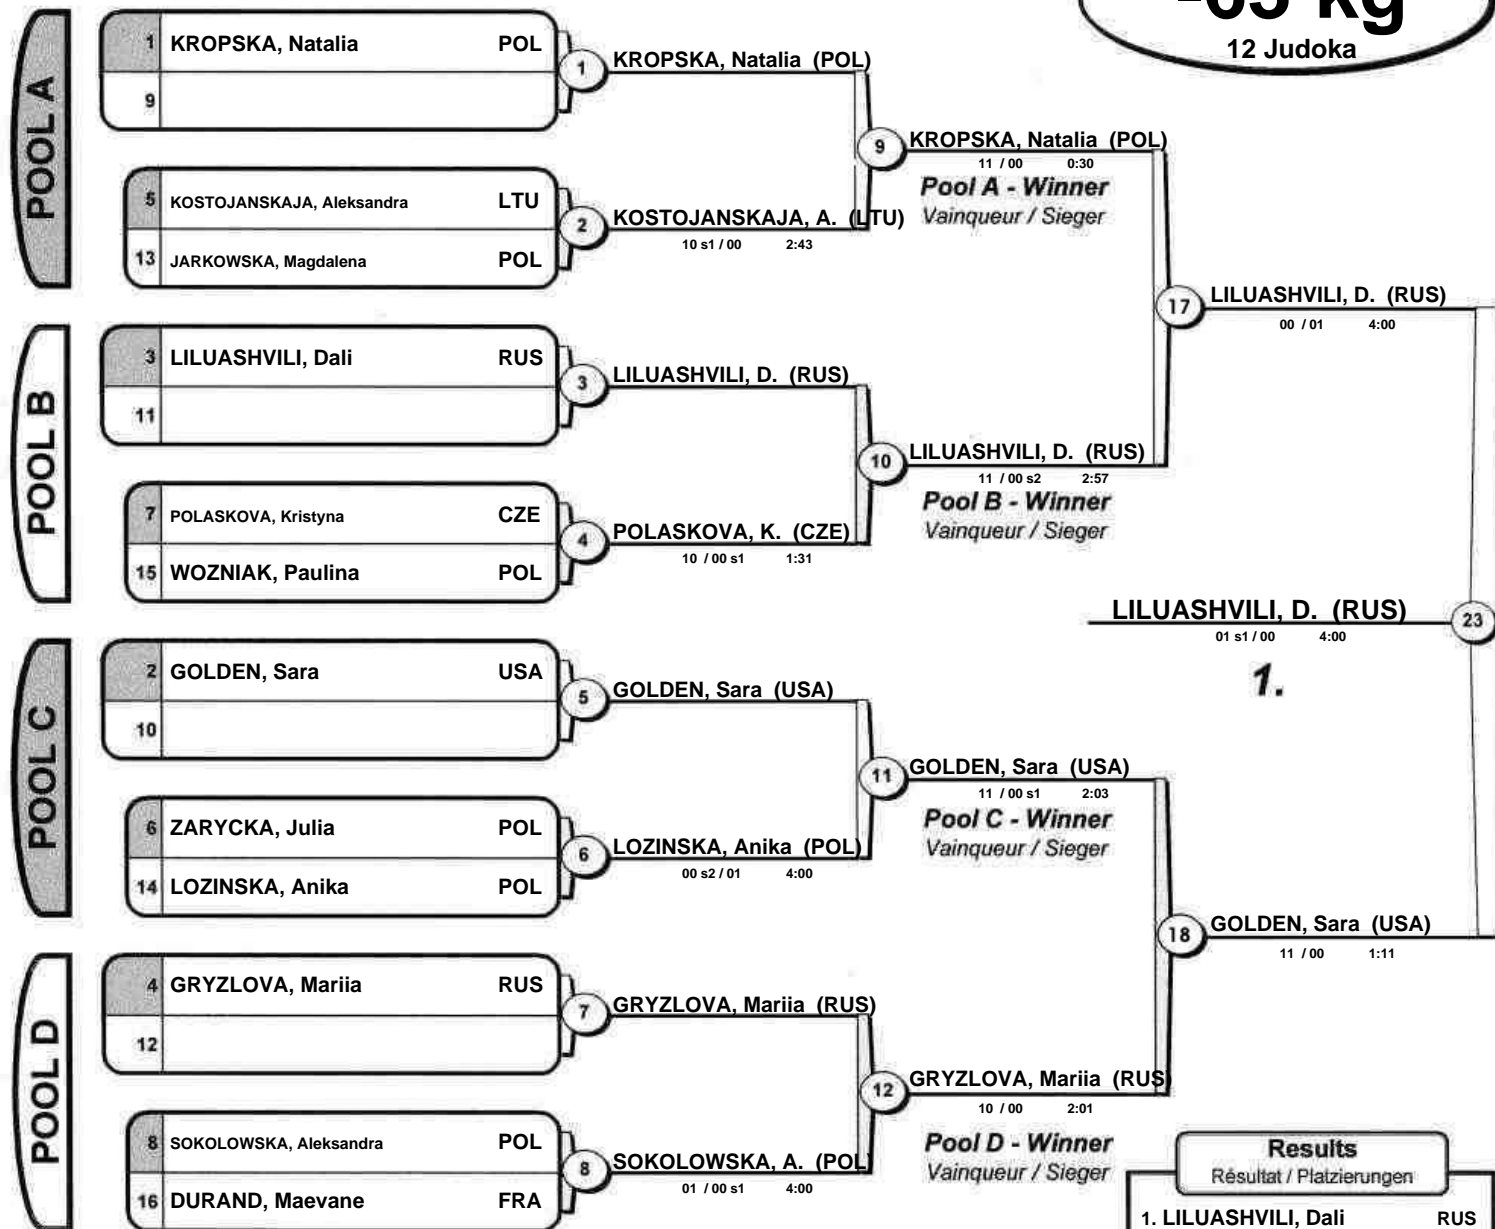 -63 kg
12 Judoka
POOL A
1 KROPSKA, Natalia POL
9
1 KROPSKA, Natalia (POL)
5 KOSTOJANSKAJA, Aleksandra LTU
13 JARKOWSKA, Magdalena POL
2 KOSTOJANSKAJA, A. (LTU)
10 s1 / 00 2:43
9 KROPSKA, Natalia (POL)
11 / 00 0:30
Pool A - Winner
Vainqueur / Sieger
POOL B
3 LILUASHVILI, Dali RUS
11
3 LILUASHVILI, D. (RUS)
7 POLASKOVA, Kristyna CZE
15 WOZNIAK, Paulina POL
4 POLASKOVA, K. (CZE)
10 / 00 s1 1:31
10 LILUASHVILI, D. (RUS)
11 / 00 s2 2:57
Pool B - Winner
Vainqueur / Sieger
17 LILUASHVILI, D. (RUS)
00 / 01 4:00
LILUASHVILI, D. (RUS) 23
01 s1 / 00 4:00
1.
POOL C
2 GOLDEN, Sara USA
10
5 GOLDEN, Sara (USA)
6 ZARYCKA, Julia POL
14 LOZINSKA, Anika POL
6 LOZINSKA, Anika (POL)
00 s2 / 01 4:00
11 GOLDEN, Sara (USA)
11 / 00 s1 2:03
Pool C - Winner
Vainqueur / Sieger
18 GOLDEN, Sara (USA)
11 / 00 1:11
POOL D
4 GRYZLOVA, Mariia RUS
12
7 GRYZLOVA, Mariia (RUS)
8 SOKOLOWSKA, Aleksandra POL
16 DURAND, Maevane FRA
8 SOKOLOWSKA, A. (POL)
01 / 00 s1 4:00
12 GRYZLOVA, Mariia (RUS)
10 / 00 2:01
Pool D - Winner
Vainqueur / Sieger
Results
Résultat / Platzierungen
1. LILUASHVILI, Dali RUS